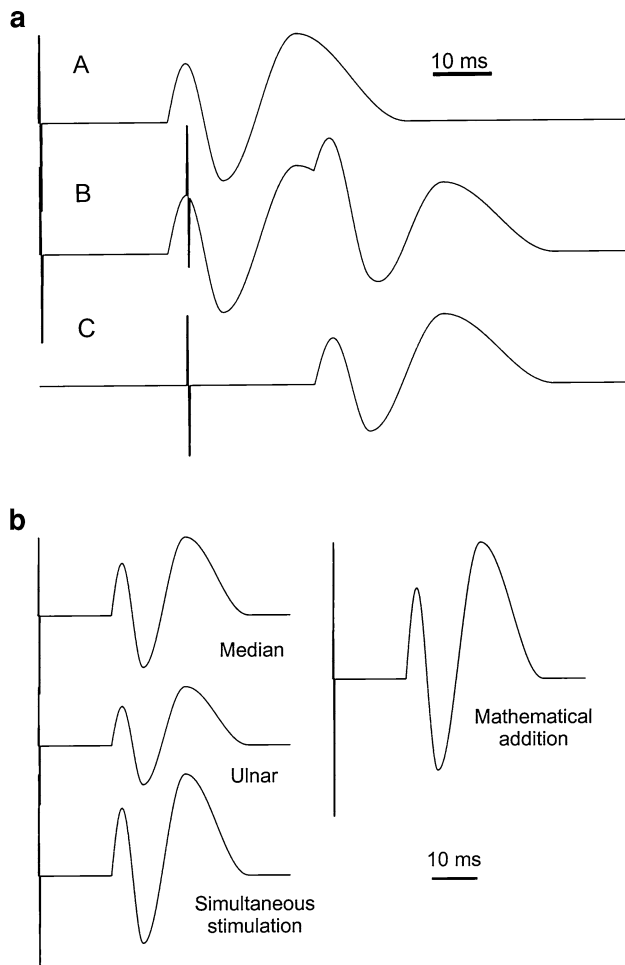 a
A
10 ms
B
C
b
Median
Ulnar
Simultaneous
stimulation
Mathematical
addition
10 ms